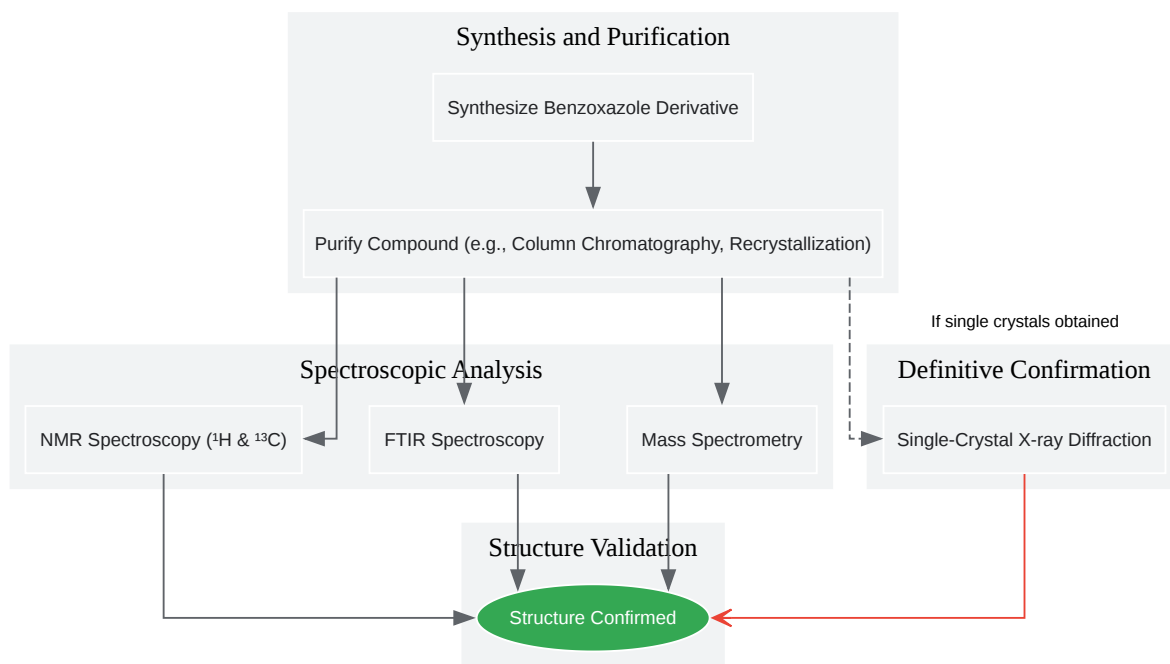 Synthesis and Purification
Synthesize Benzoxazole Derivative
Purify Compound (e.g., Column Chromatography, Recrystallization)
If single crystals obtained
Spectroscopic Analysis
Definitive Confirmation
NMR Spectroscopy (¹H & ¹³C)
FTIR Spectroscopy
Mass Spectrometry
Single-Crystal X-ray Diffraction
Structure Validation
Structure Confirmed